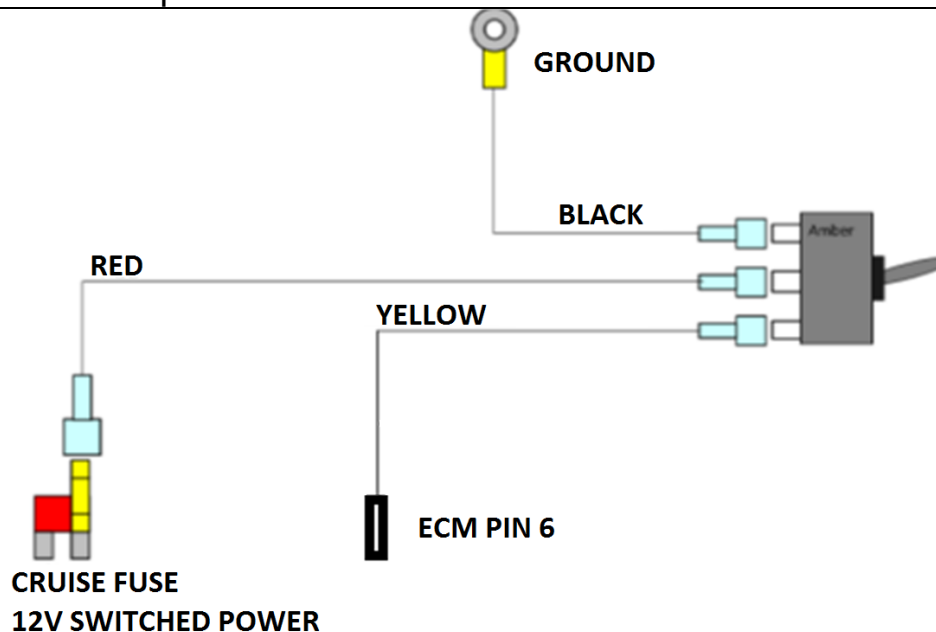 GROUND
BLACK
Amber
RED
YELLOW
ECM PIN 6
CRUISE FUSE
12V SWITCHED POWER